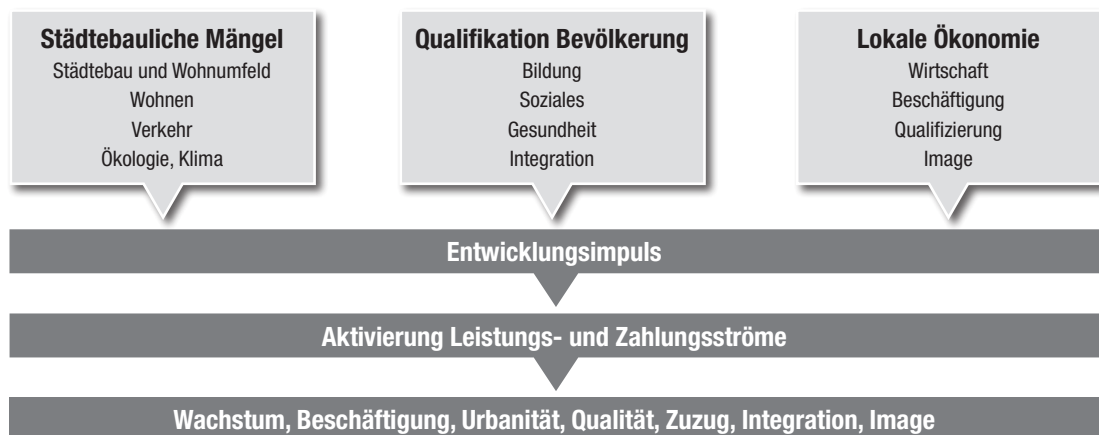 Städtebauliche Mängel
Städtebau und Wohnumfeld
Wohnen
Verkehr
Ökologie, Klima
Qualifikation Bevölkerung
Bildung
Soziales
Gesundheit
Integration
Lokale Ökonomie
Wirtschaft
Beschäftigung
Qualifizierung
Image
Entwicklungsimpuls
Aktivierung Leistungs- und Zahlungsströme
Wachstum, Beschäftigung, Urbanität, Qualität, Zuzug, Integration, Image